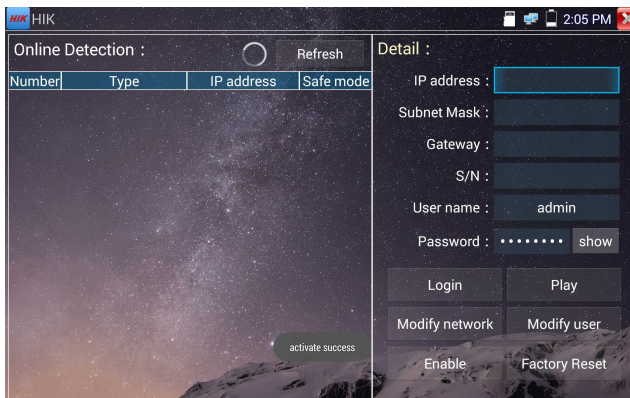 HIK HIK
2:05 PM
Online Detection :
Refresh
Number Type IP address Safe mode
activate success
Detail :
IP address :
Subnet Mask :
Gateway :
S/N :
User name : admin
Password : •••••••• show
Login Play
Modify network Modify user
Enable Factory Reset